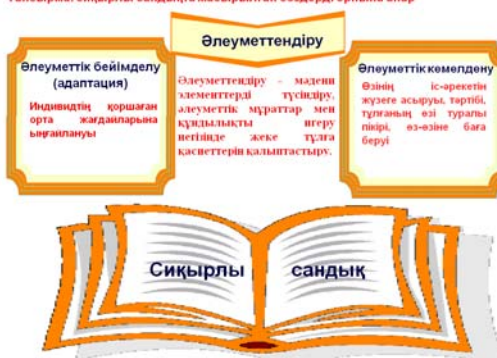 Әлеуметтендіру
Әлеуметтік бейімделу
(адаптация)
Индивидтің қоршаған
орта жағдайларына
ыңғайлануы
Әлеуметтендіру – мәдени
элементтерді түсіндіру,
әлеуметтік мұраттар мен
құндылықты игеру
негізінде жеке тұлға
қасиеттерін қалыптастыру.
Әлеуметтік кемелдену
Өзінің іс-әрекетін
жүзеге асыруы, тәртібі,
тұлғаның өзі туралы
пікірі, өз-өзіне баға
беруі
Сиқырлы сандық